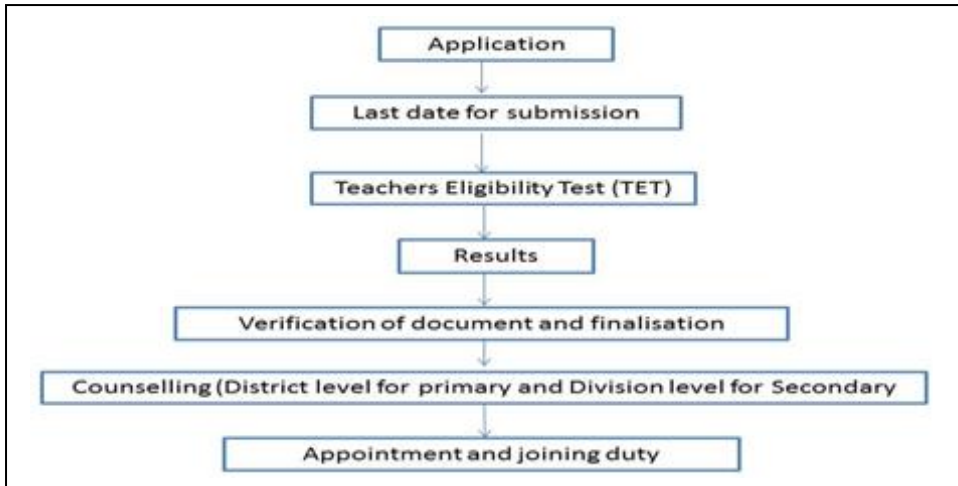 Application
Last date for submission
Teachers Eligibility Test (TET)
Results
Verification of document and finalisation
Counselling (District level for primary and Division level for Secondary
Appointment and joining duty